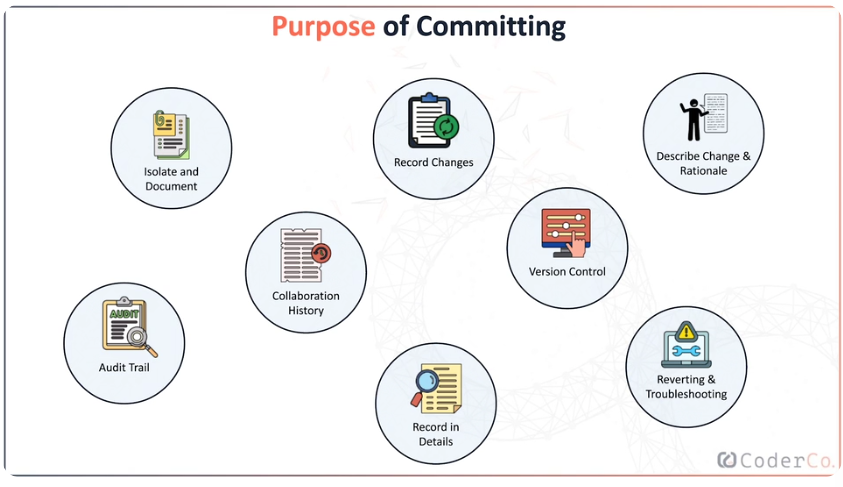 Purpose of Committing
Isolate and
Document
Record Changes
Describe Change &
Rationale
Collaboration
History
Version Control
AUDIT
Audit Trail
Record in
Details
Reverting &
Troubleshooting
CoderCo.